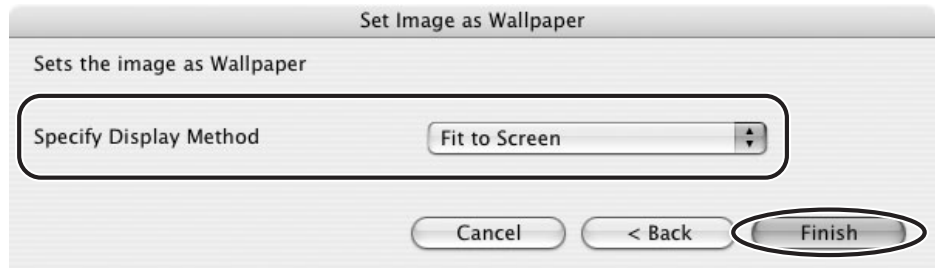 Set Image as Wallpaper
Sets the image as Wallpaper
Specify Display Method Fit to Screen
Cancel < Back Finish